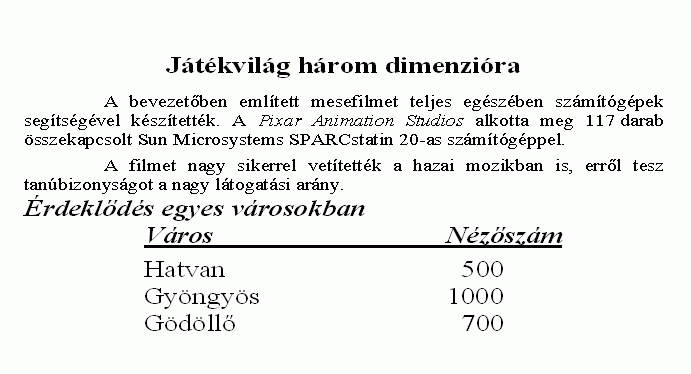 Játékvilág három dimenzióra
A bevezetőben említett mesefilmet teljes egészében számítógépek
segítségével készítették. A Pixar Animation Studios alkotta meg 117 darab
összekapcsolt Sun Microsystems SPARCstatin 20-as számítógéppel.
A filmet nagy sikerrel vetítették a hazai mozikban is, erről tesz
tanúbizonyságot a nagy látogatási arány.
Érdeklődés egyes városokban
Város Nézőszám
Hatvan 500
Gyöngyös 1000
Gödöllő 700